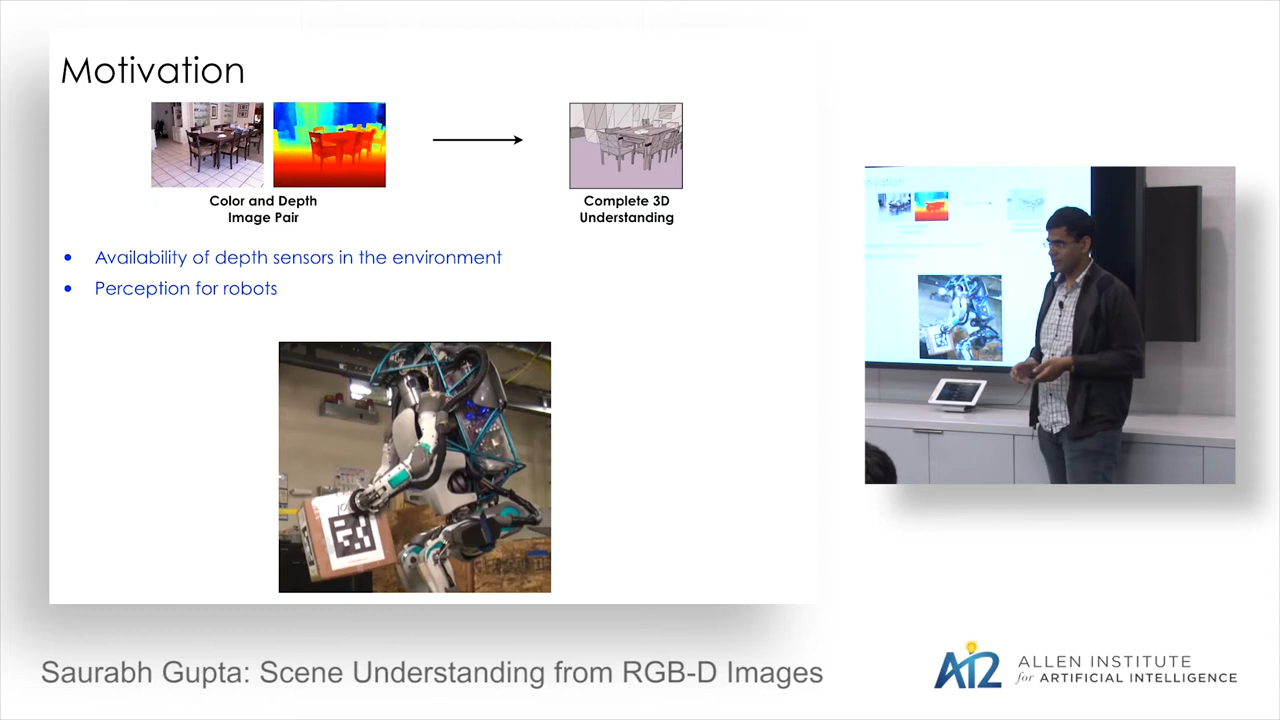 Motivation
Color and Depth
Image Pair
Complete 3D
Understanding
• Availability of depth sensors in the environment
• Perception for robots
Saurabh Gupta: Scene Understanding from RGB-D Images
AI2
ALLEN INSTITUTE
for ARTIFICIAL INTELLIGENCE